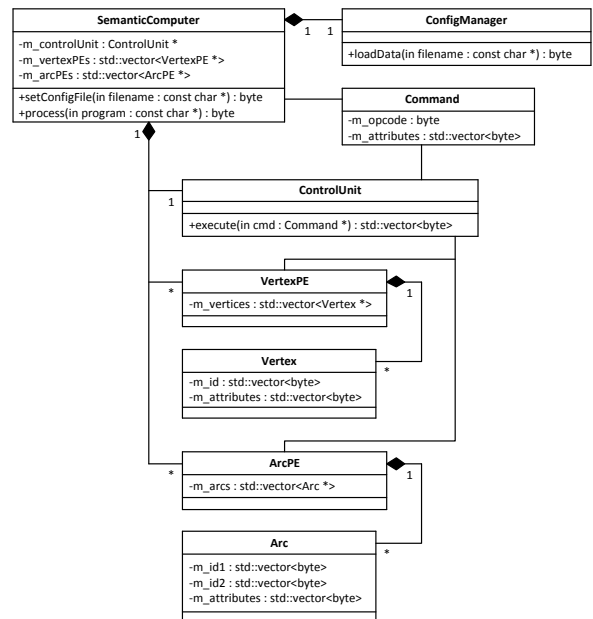 SemanticComputer
-m_controlUnit : ControlUnit *
-m_vertexPEs : std::vector<VertexPE *>
-m_arcPEs : std::vector<ArcPE *>
+setConfigFile(in filename : const char *) : byte
+process(in program : const char *) : byte
1
1
ConfigManager
+loadData(in filename : const char *) : byte
Command
-m_opcode : byte
-m_attributes : std::vector<byte>
1
ControlUnit
1
+execute(in cmd : Command *) : std::vector<byte>
VertexPE
*
1
-m_vertices : std::vector<Vertex *>
Vertex
*
-m_id : std::vector<byte>
-m_attributes : std::vector<byte>
ArcPE
*
1
-m_arcs : std::vector<Arc *>
Arc
*
-m_id1 : std::vector<byte>
-m_id2 : std::vector<byte>
-m_attributes : std::vector<byte>